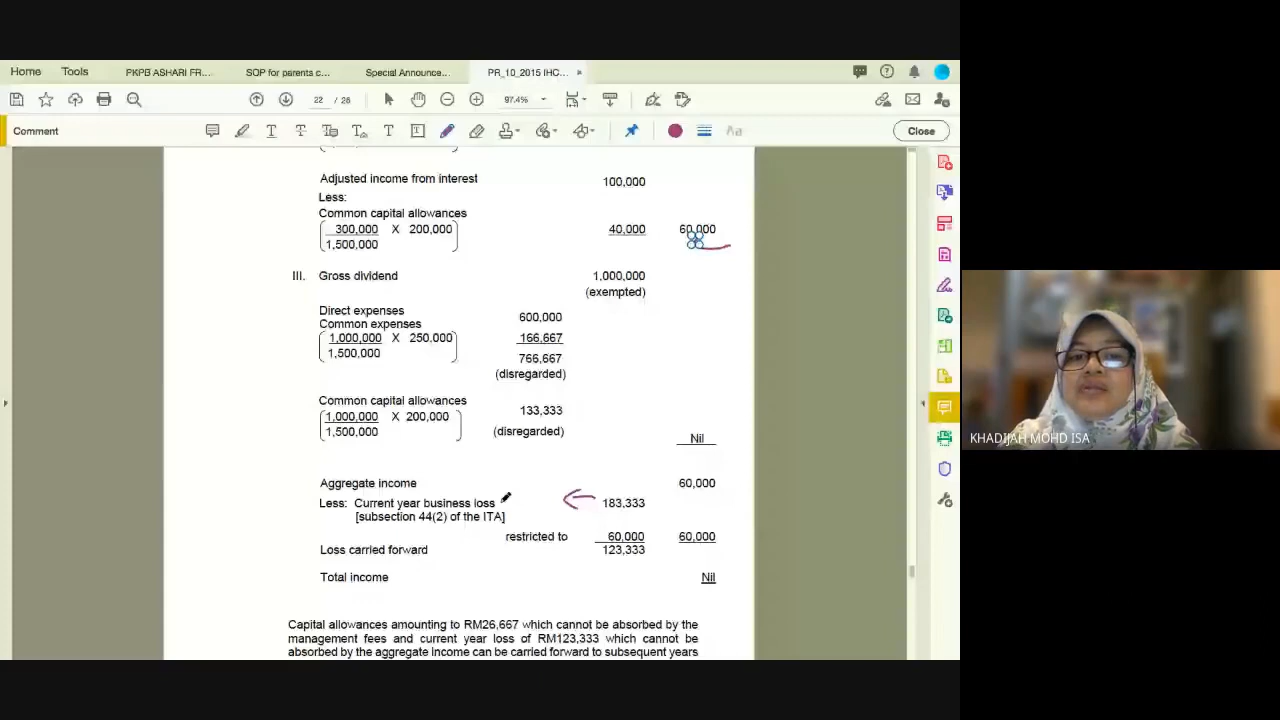 Home Tools PKPB ASHARI FR... SOP for parents c... Special Announce... PR_10_2015 IHC...
22 / 26 97.4%
Comment Close
Adjusted income from interest 100,000
Less:
Common capital allowances
300,000 X 200,000 40,000 60,000
1,500,000
III. Gross dividend 1,000,000
(exempted)
Direct expenses 600,000
Common expenses
1,000,000 X 250,000 166,667
1,500,000 766,667
(disregarded)
Common capital allowances
1,000,000 X 200,000 133,333
1,500,000 (disregarded)
Nil
Aggregate income 60,000
Less: Current year business loss 183,333
[subsection 44(2) of the ITA]
restricted to 60,000 60,000
Loss carried forward 123,333
Total income Nil
Capital allowances amounting to RM26,667 which cannot be absorbed by the
management fees and current year loss of RM123,333 which cannot be
absorbed by the aggregate income can be carried forward to subsequent years
KHADIJAH MOHD ISA